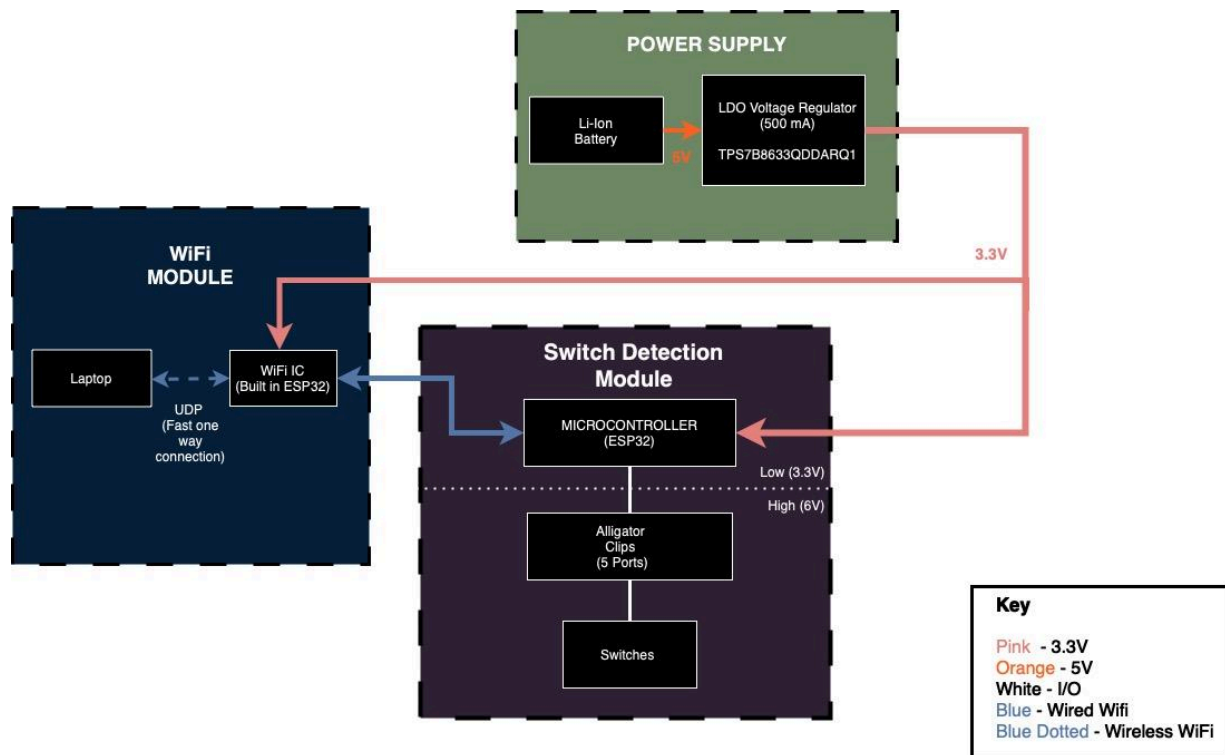 POWER SUPPLY
Li-Ion
Battery
5V
LDO Voltage Regulator
(500 mA)
TPS7B8633QDDARQ1
3.3V
WiFi
MODULE
Laptop
WiFi IC
(Built in ESP32)
UDP
(Fast one
way
connection)
Switch Detection
Module
MICROCONTROLLER
(ESP32)
Low (3.3V)
High (6V)
Alligator
Clips
(5 Ports)
Switches
Key
Pink - 3.3V
Orange - 5V
White - I/O
Blue - Wired Wifi
Blue Dotted - Wireless WiFi